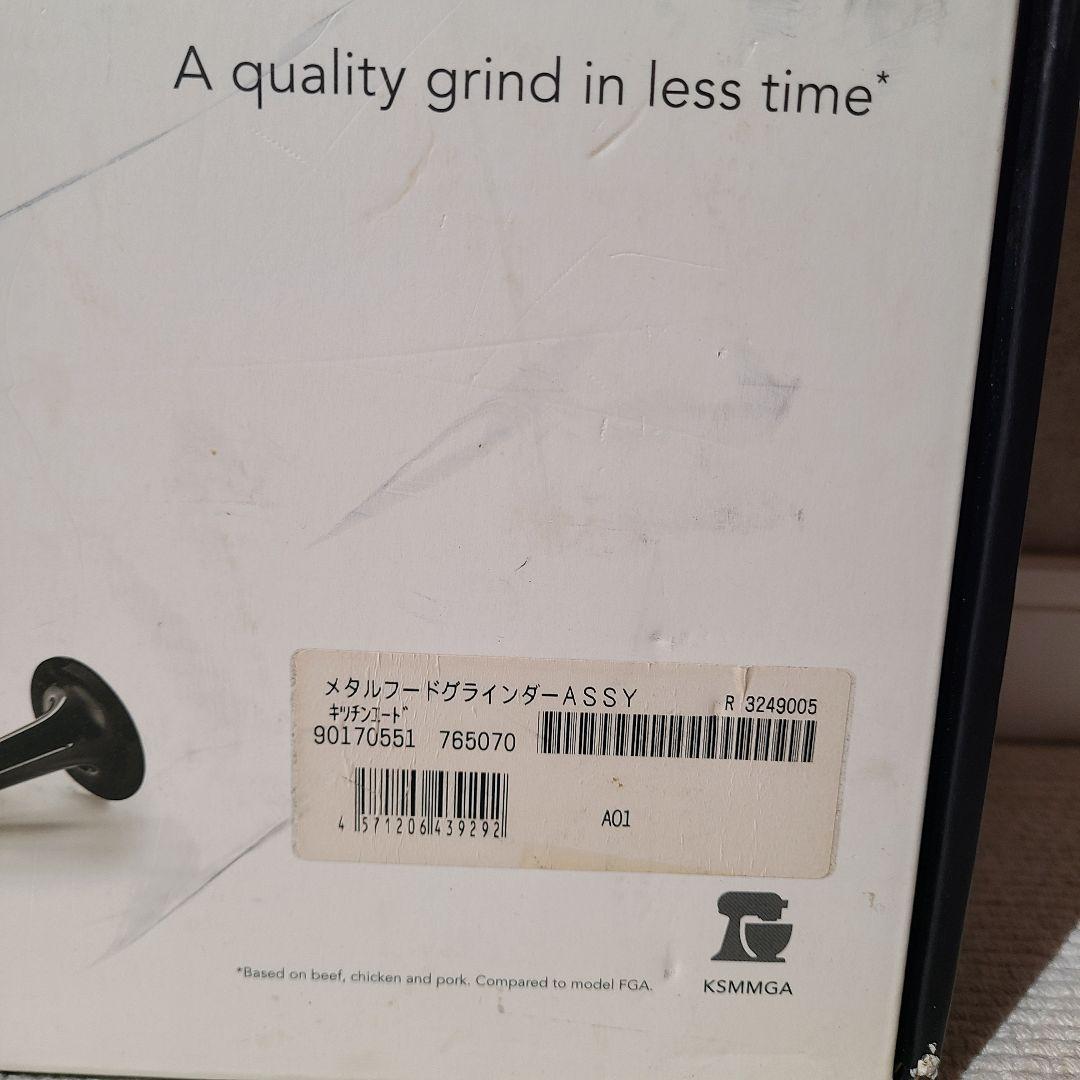 A quality grind in less time*
メタルフードグラインダーASSY
R 3249005
ｷｯﾁﾝｴｰﾄﾞ
90170551 765070
4 571206 439292
A01
*Based on beef, chicken and pork. Compared to model FGA.
KSMMGA